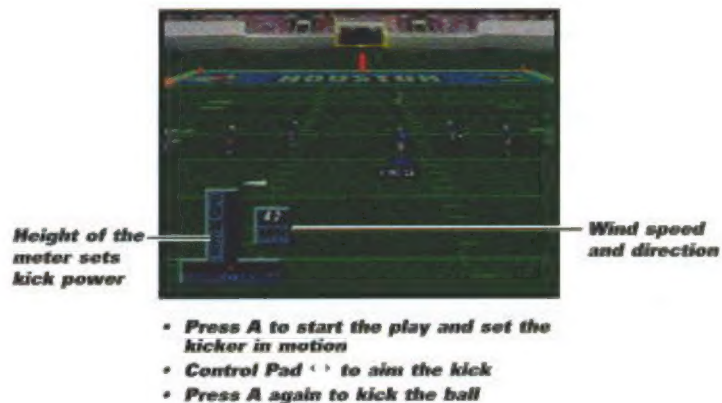 HOUSTON
47
Height of the
meter sets
kick power
Wind speed
and direction
• Press A to start the play and set the
kicker in motion
• Control Pad ‹ › to aim the kick
• Press A again to kick the ball